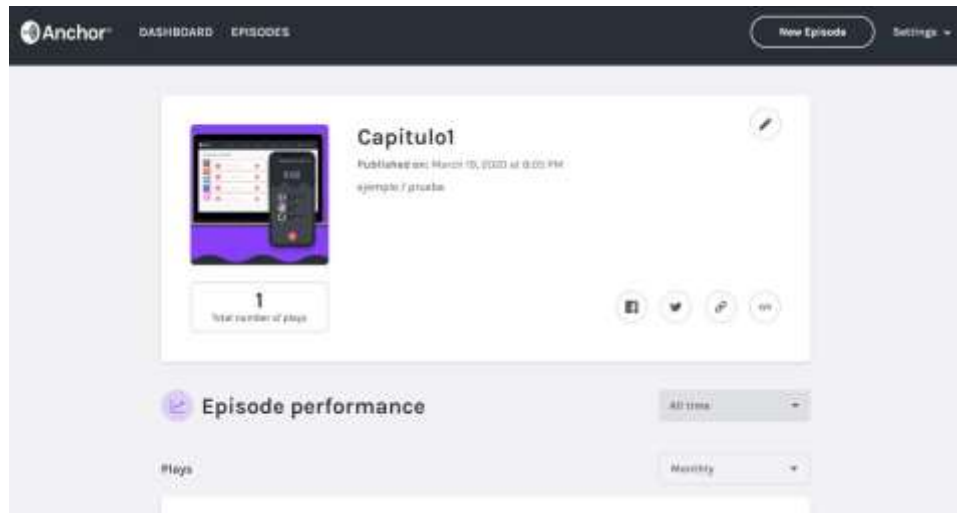 Anchor
DASHBOARD EPISODES
New Episode
Settings
Capitulo1
Published on: March 19, 2020 at 8:05 PM
ejemplo / prueba
1
Total number of plays
Episode performance
All time
Plays
Monthly